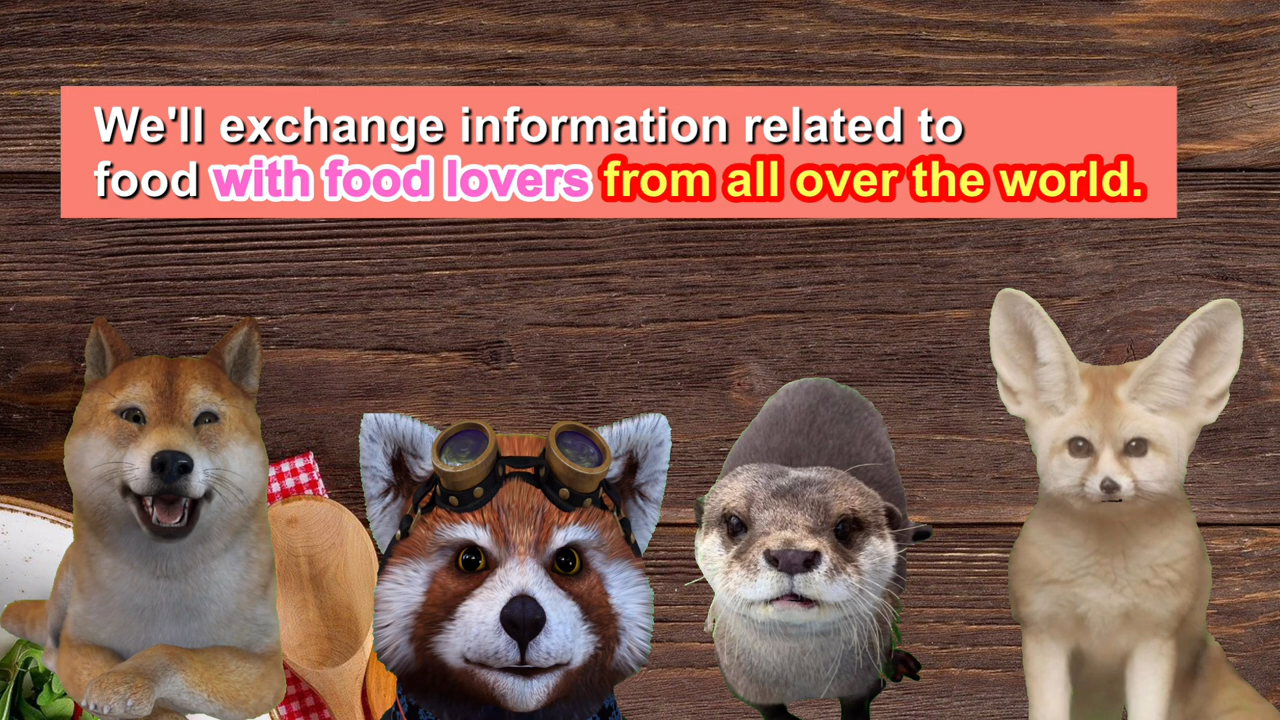 We'll exchange information related to
food with food lovers from all over the world.